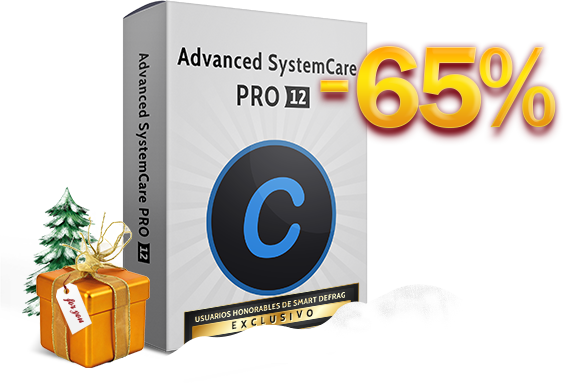 Advanced SystemCare
PRO 12
-65%
Advanced SystemCare PRO 12
C
USUARIOS HONORABLES DE SMART DEFRAG
EXCLUSIVO
for you